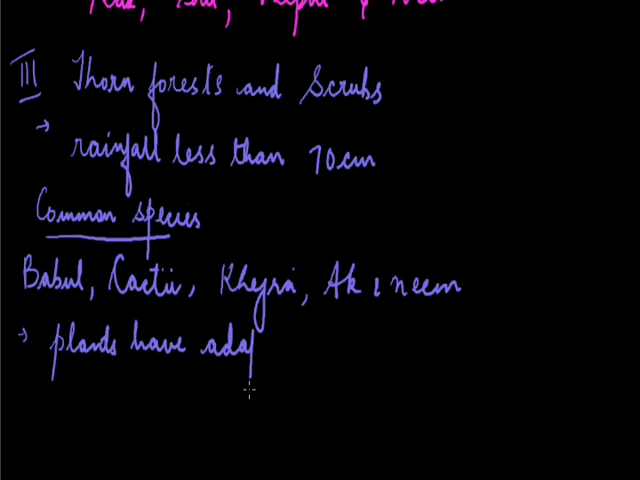 III Thorn forests and Scrubs
→ rainfall less than 70cm
Common species
Babul, Cactii, Khejra, Ak & neem
→ plants have adap